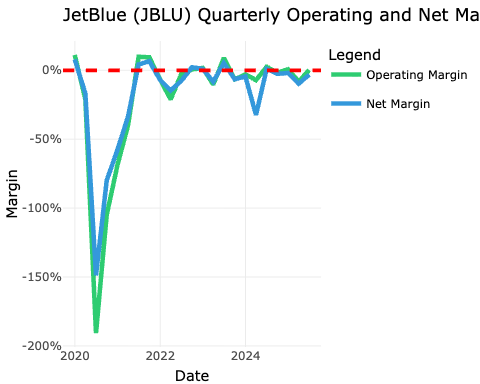 JetBlue (JBLU) Quarterly Operating and Net Ma
Legend
Operating Margin
Net Margin
0%
-50%
-100%
-150%
-200%
Margin
2020
2022
2024
Date